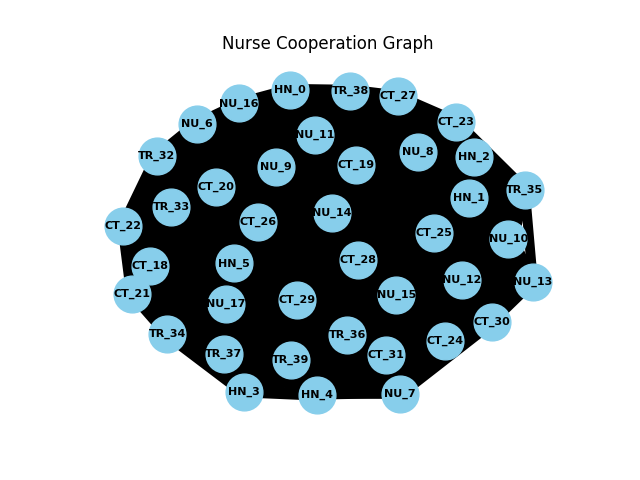 Nurse Cooperation Graph
HN_0
TR_38
CT_27
NU_16
CT_23
NU_6
NU_11
NU_8
TR_32
HN_2
CT_19
NU_9
CT_20
TR_35
HN_1
TR_33
NU_14
CT_26
CT_22
CT_25
NU_10
CT_28
HN_5
CT_18
NU_12
NU_13
CT_21
NU_15
CT_29
NU_17
CT_30
TR_34
TR_36
CT_24
TR_37
CT_31
TR_39
HN_3
NU_7
HN_4